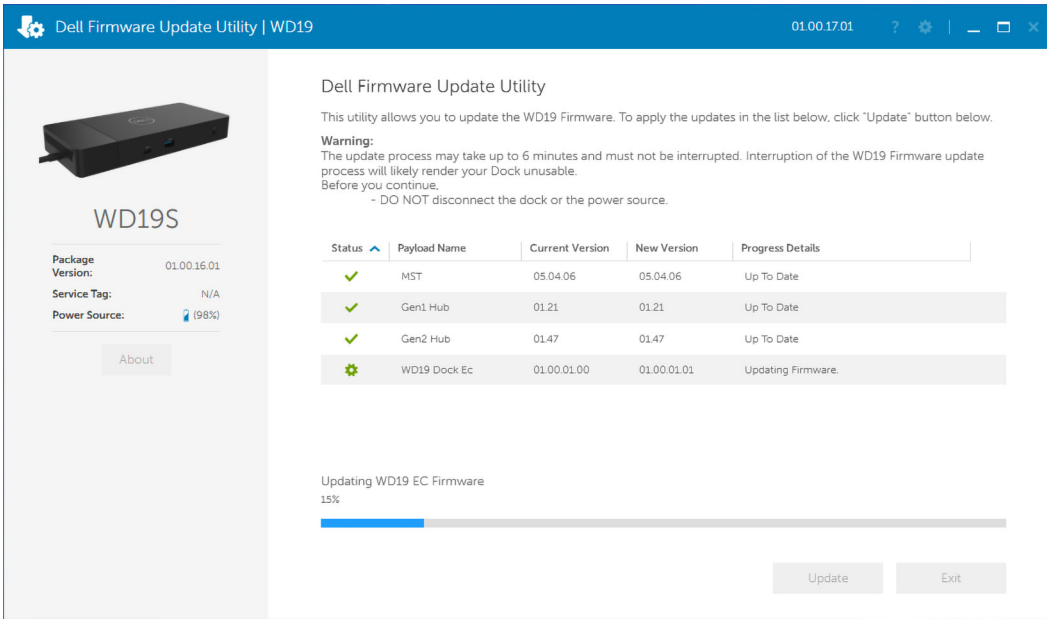 Dell Firmware Update Utility | WD19
01.00.17.01
?
WD19S
Package Version: 01.00.16.01
Service Tag: N/A
Power Source: (98%)
About
Dell Firmware Update Utility
This utility allows you to update the WD19 Firmware. To apply the updates in the list below, click "Update" button below.
Warning:
The update process may take up to 6 minutes and must not be interrupted. Interruption of the WD19 Firmware update
process will likely render your Dock unusable.
Before you continue,
- DO NOT disconnect the dock or the power source.
Status Payload Name Current Version New Version Progress Details
MST 05.04.06 05.04.06 Up To Date
Gen1 Hub 01.21 01.21 Up To Date
Gen2 Hub 01.47 01.47 Up To Date
WD19 Dock Ec 01.00.01.00 01.00.01.01 Updating Firmware.
Updating WD19 EC Firmware
15%
Update
Exit